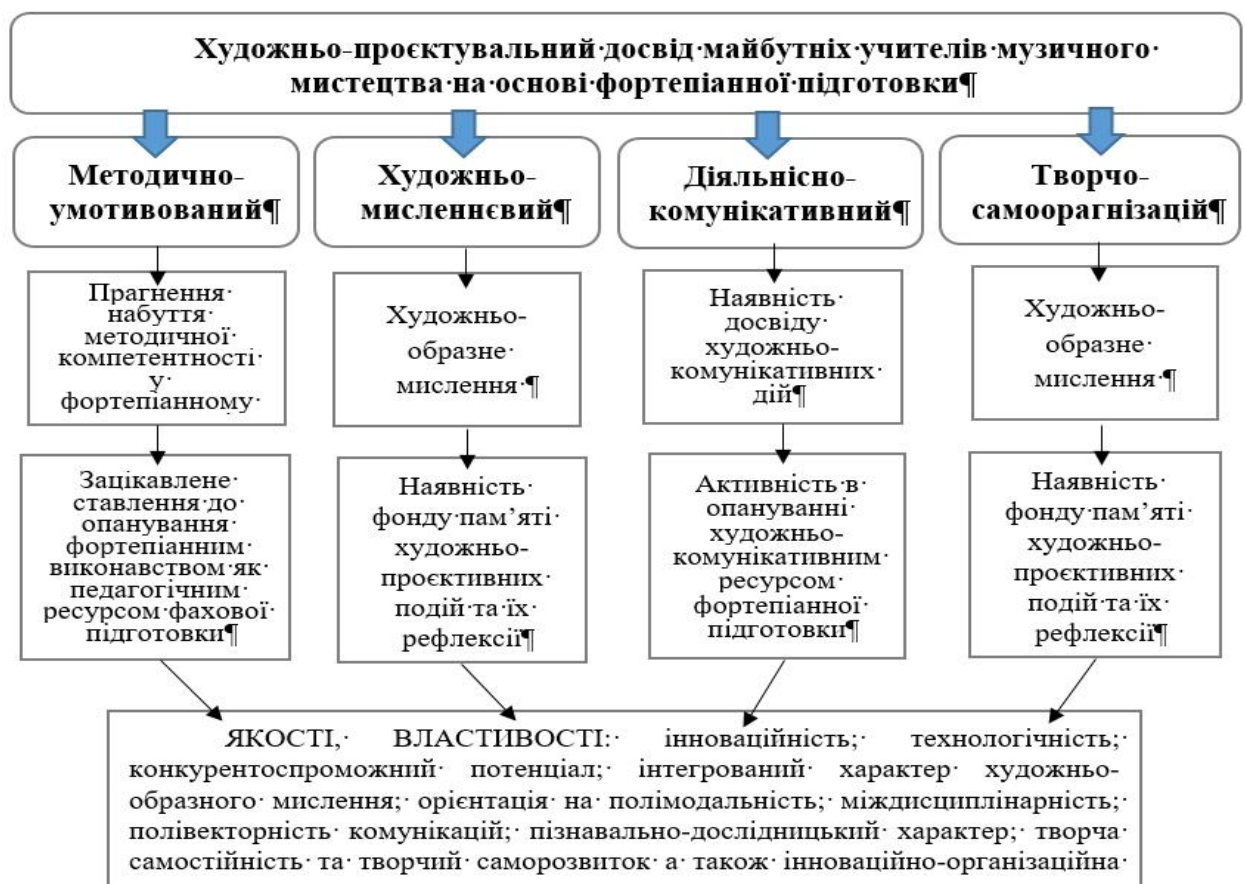 Художньо-проєктувальний·досвід·майбутніх·учителів·музичного·
мистецтва·на·основі·фортепіанної·підготовки¶
Методично-
умотивований¶
Художньо-
мисленнєвий¶
Діяльнісно-
комунікативний¶
Творчо-
самоорагнізацій¶
Прагнення·
набуття
методичної·
компетентності
у·
фортепіанному·
Художньо-
образне·
мислення·¶
Наявність·
досвіду·
художньо-
комунікативних·
дій¶
Художньо-
образне·
мислення·¶
Зацікавлене·
ставлення·до·
опанування·
фортепіанним·
виконавством·як·
педагогічним·
ресурсом·фахової·
підготовки¶
Наявність·
фонду·пам’яті·
художньо-
проєктивних·
подій·та·їх·
рефлексії¶
Активність·в·
опануванні·
художньо-
комунікативним·
ресурсом·
фортепіанної·
підготовки¶
Наявність·
фонду·пам’яті·
художньо-
проєктивних·
подій·та·їх·
рефлексії¶
ЯКОСТІ,· ВЛАСТИВОСТІ:· інноваційність;· технологічність;·
конкурентоспроможний· потенціал;· інтегрований· характер· художньо-
образного· мислення;· орієнтація· на· полімодальність;· міждисциплінарність;·
полівекторність· комунікацій;· пізнавально-дослідницький· характер;· творча·
самостійність· та· творчий· саморозвиток· а· також· інноваційно-організаційна·